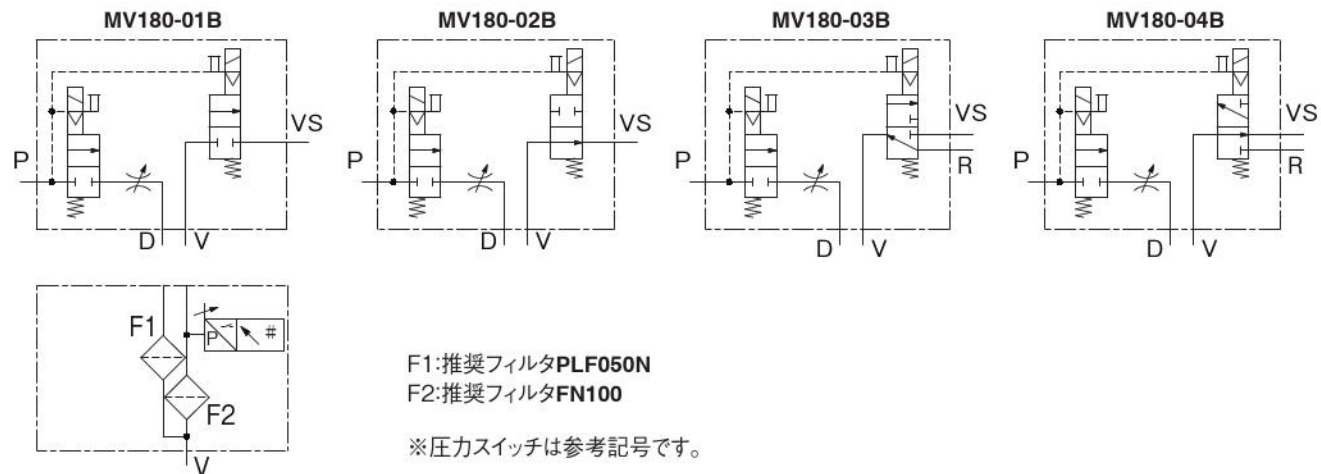 MV180-01B
MV180-02B
MV180-03B
MV180-04B
VS
P
D
V
VS
P
D
V
VS
P
R
D
V
VS
P
R
D
V
F1
P
#
F2
V
F1:推奨フィルタPLF050N
F2:推奨フィルタFN100
※圧力スイッチは参考記号です。